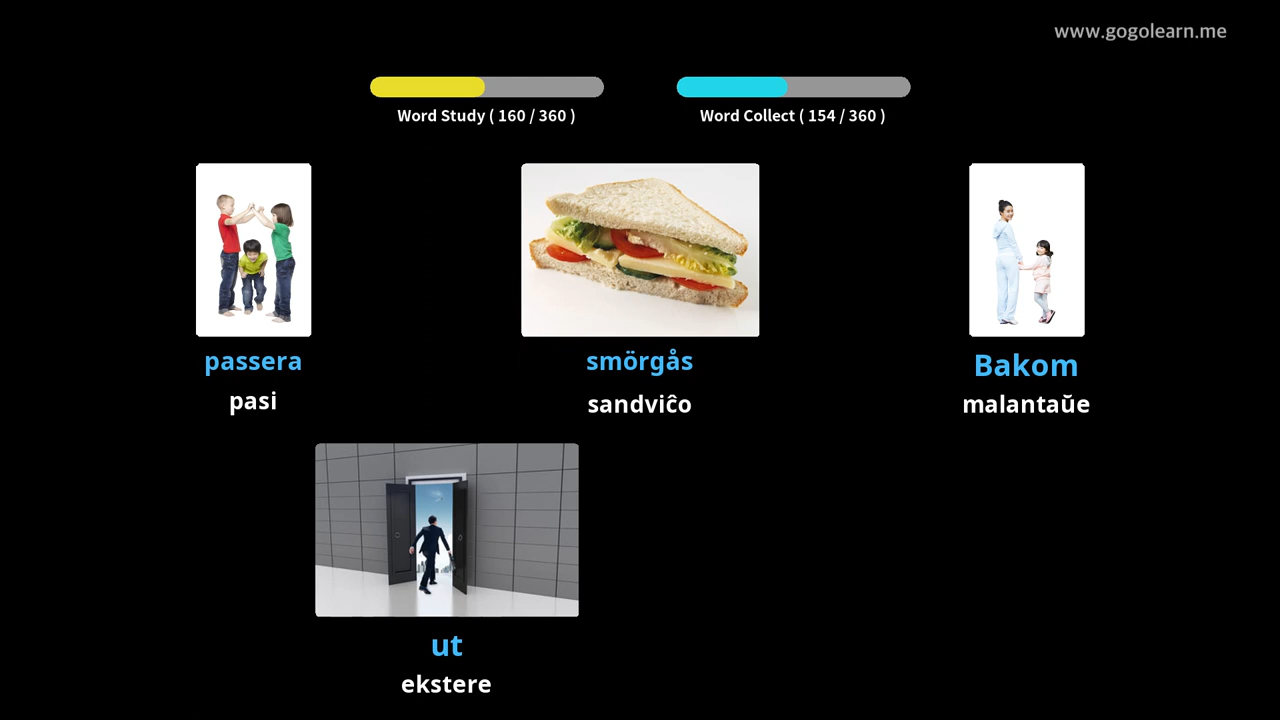 www.gogolearn.me
Word Study ( 160 / 360 )
Word Collect ( 154 / 360 )
passera
pasi
smörgås
sandviĉo
Bakom
malantaŭe
ut
ekstere